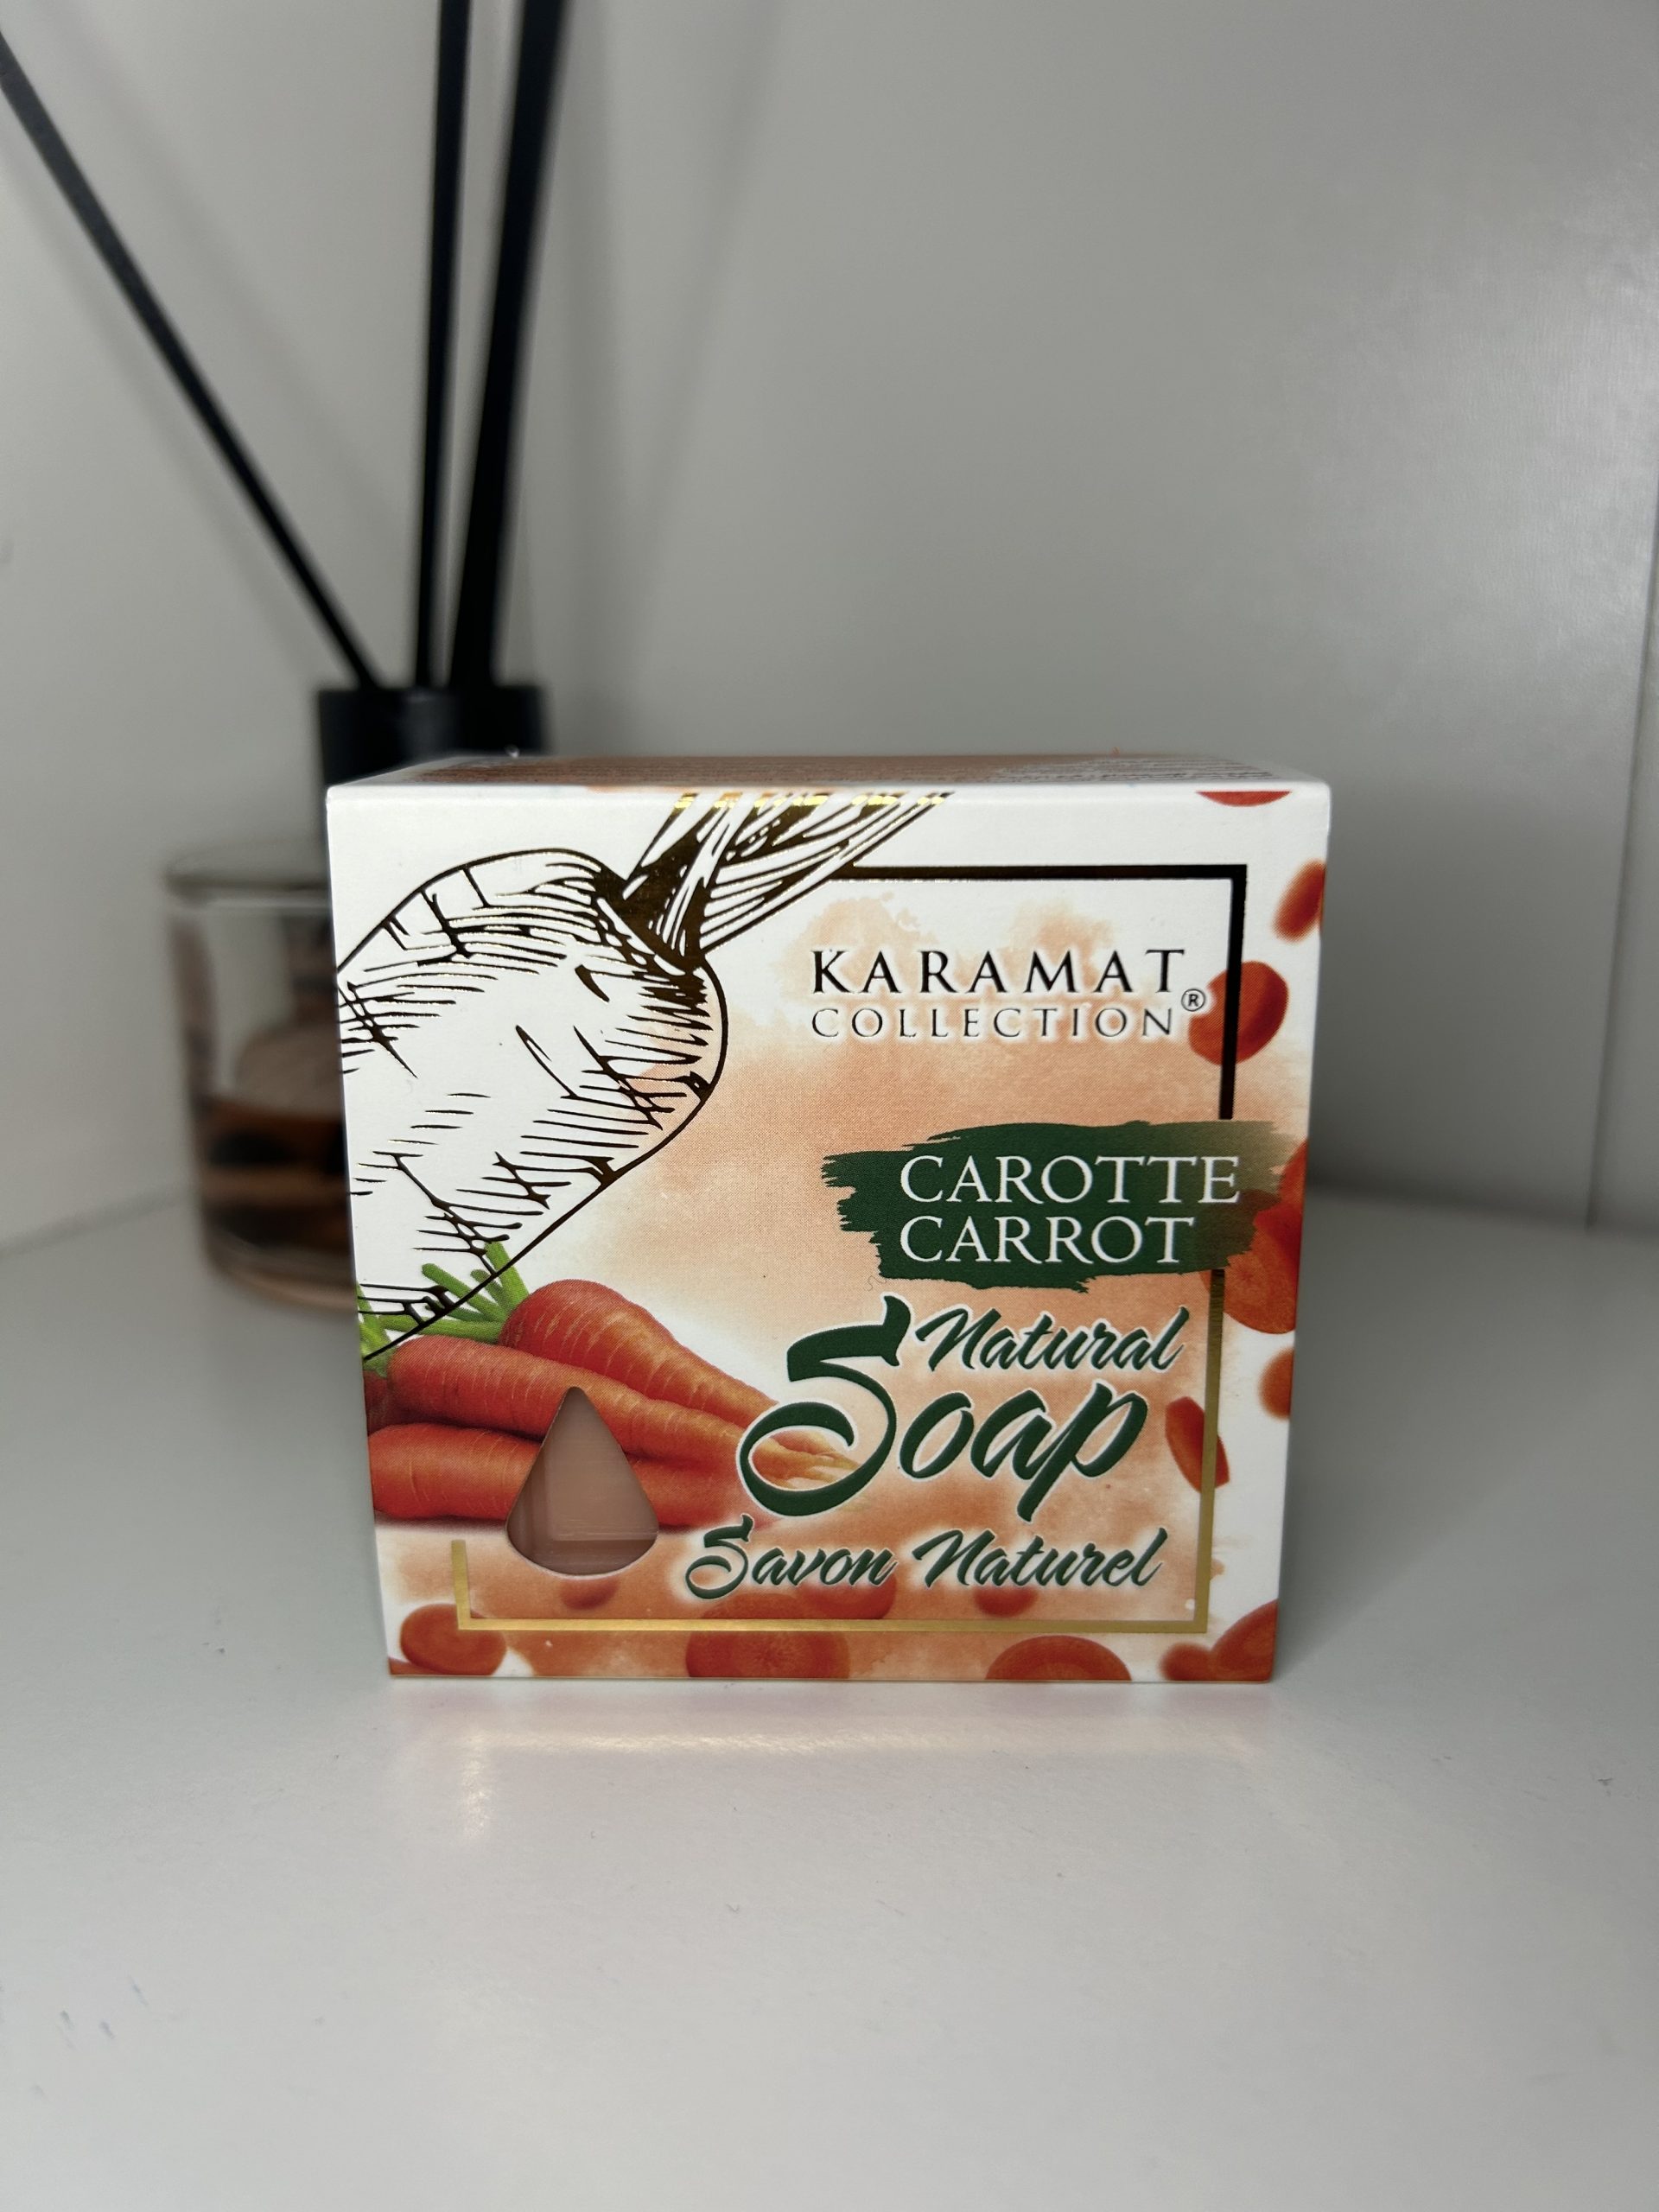 KARAMAT
COLLECTION®
CAROTTE
CARROT
Natural
Soap
Savon Naturel